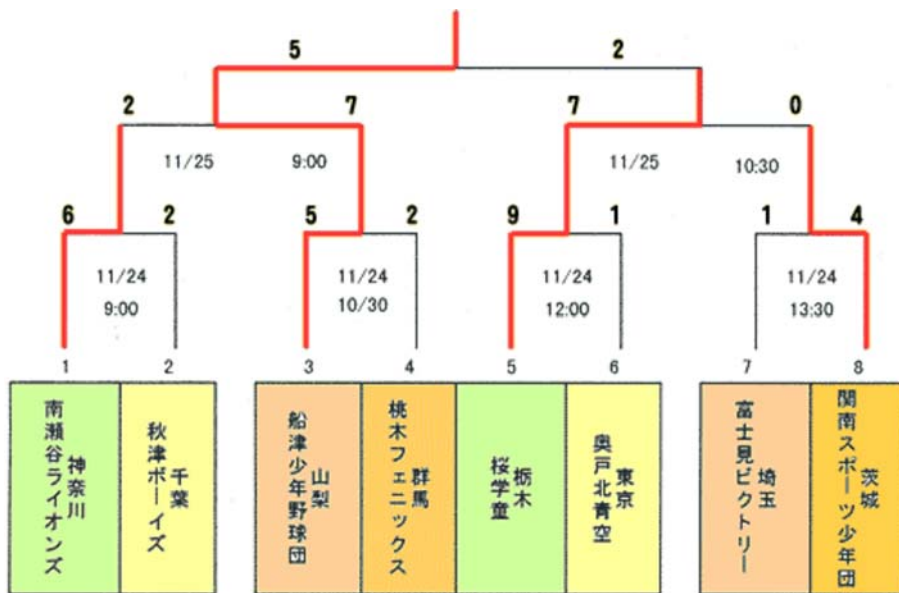 5
2
2
7
7
0
11/25
9:00
11/25
10:30
6
2
5
2
9
1
1
4
11/24
9:00
11/24
10/30
11/24
12:00
11/24
13:30
1
2
3
4
5
6
7
8
神奈川
南瀬谷ライオンズ
千葉
秋津ボーイズ
山梨
船津少年野球団
群馬
桃木フェニックス
栃木
桜学童
東京
奥戸北青空
埼玉
富士見ビクトリー
茨城
関南スポーツ少年団